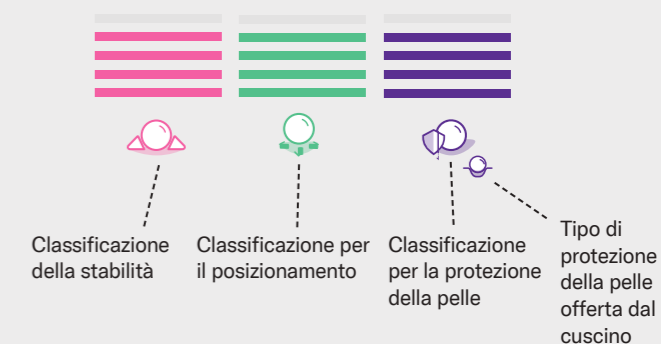 Classificazione
della stabilità
Classificazione per
il posizionamento
Classificazione
per la protezione
della pelle
Tipo di
protezione
della pelle
offerta dal
cuscino